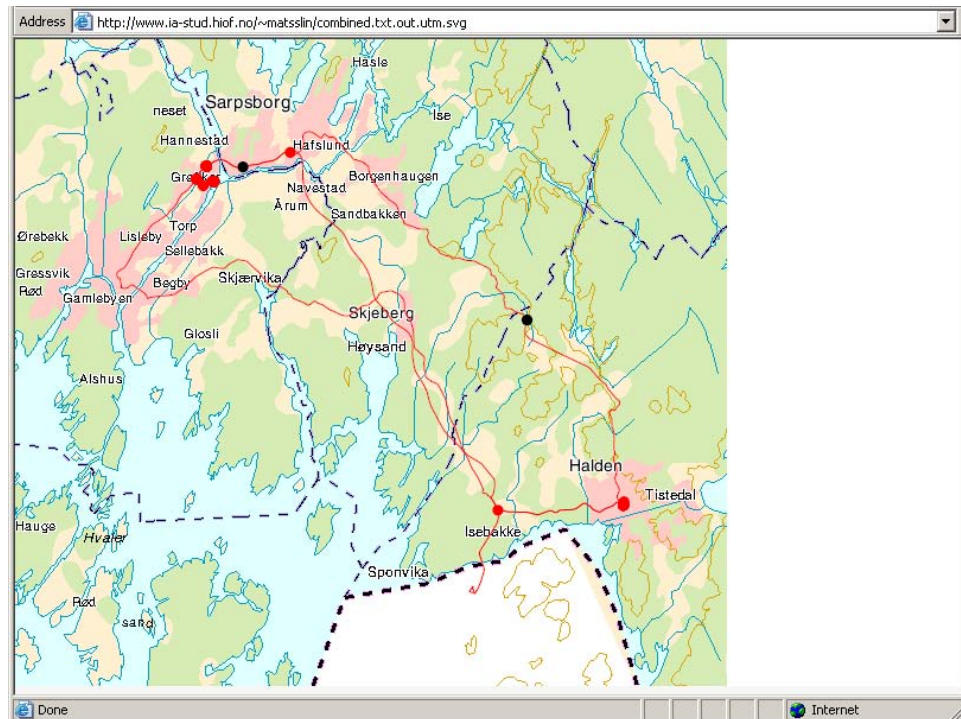 Address http://www.ia-stud.hiof.no/~matsslin/combined.txt.out.utm.svg
Hasle
Sarpsborg
neset
Ise
Hannestad
Hafslund
Borgenhaugen
Navestad
Årum
Sandbakken
Torp
Ørebekk
Lisleby
Sellebakk
Gressvik
Begby
Skjærvika
Rød
Gamlebyen
Skjeberg
Glosli
Høysand
Alshus
Halden
Tistedal
Hauge
Isebakke
Hvaler
Sponvika
Rød
sand
Done
Internet